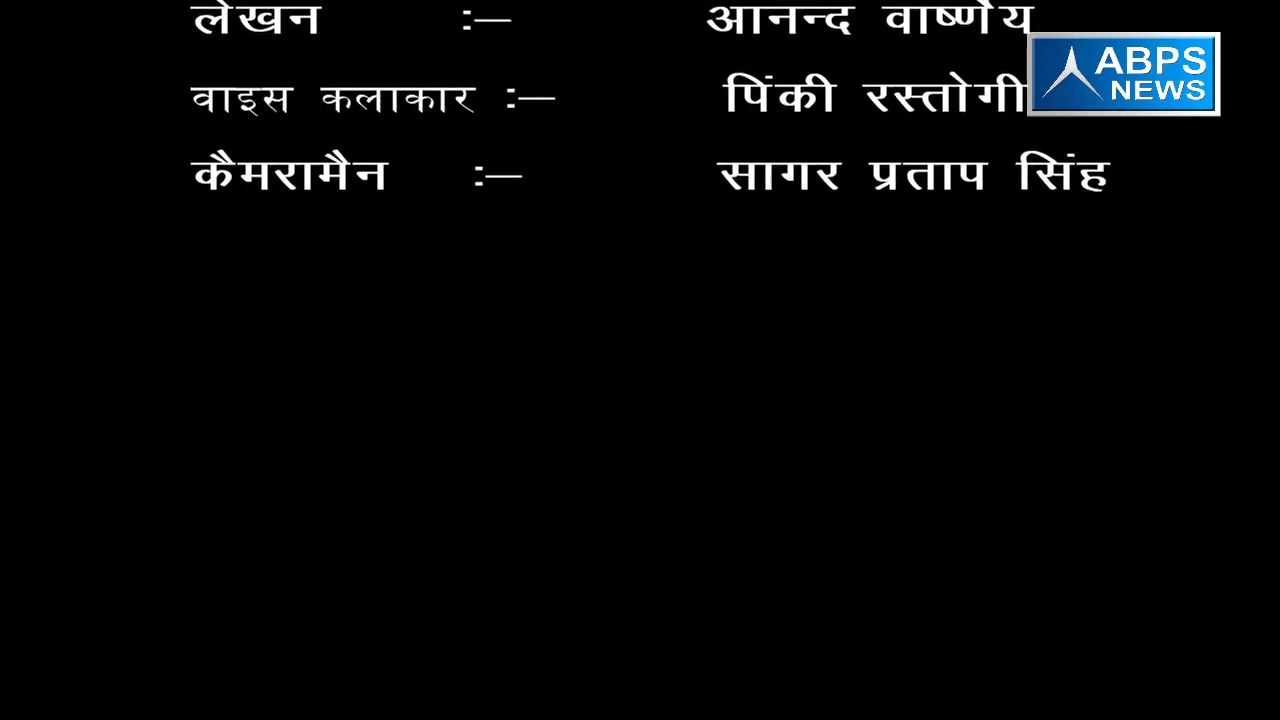 लेखन :— आनन्द वार्ष्णेय
वाइस कलाकार :— पिंकी रस्तोगी
कैमरामैन :— सागर प्रताप सिंह
ABPS
NEWS